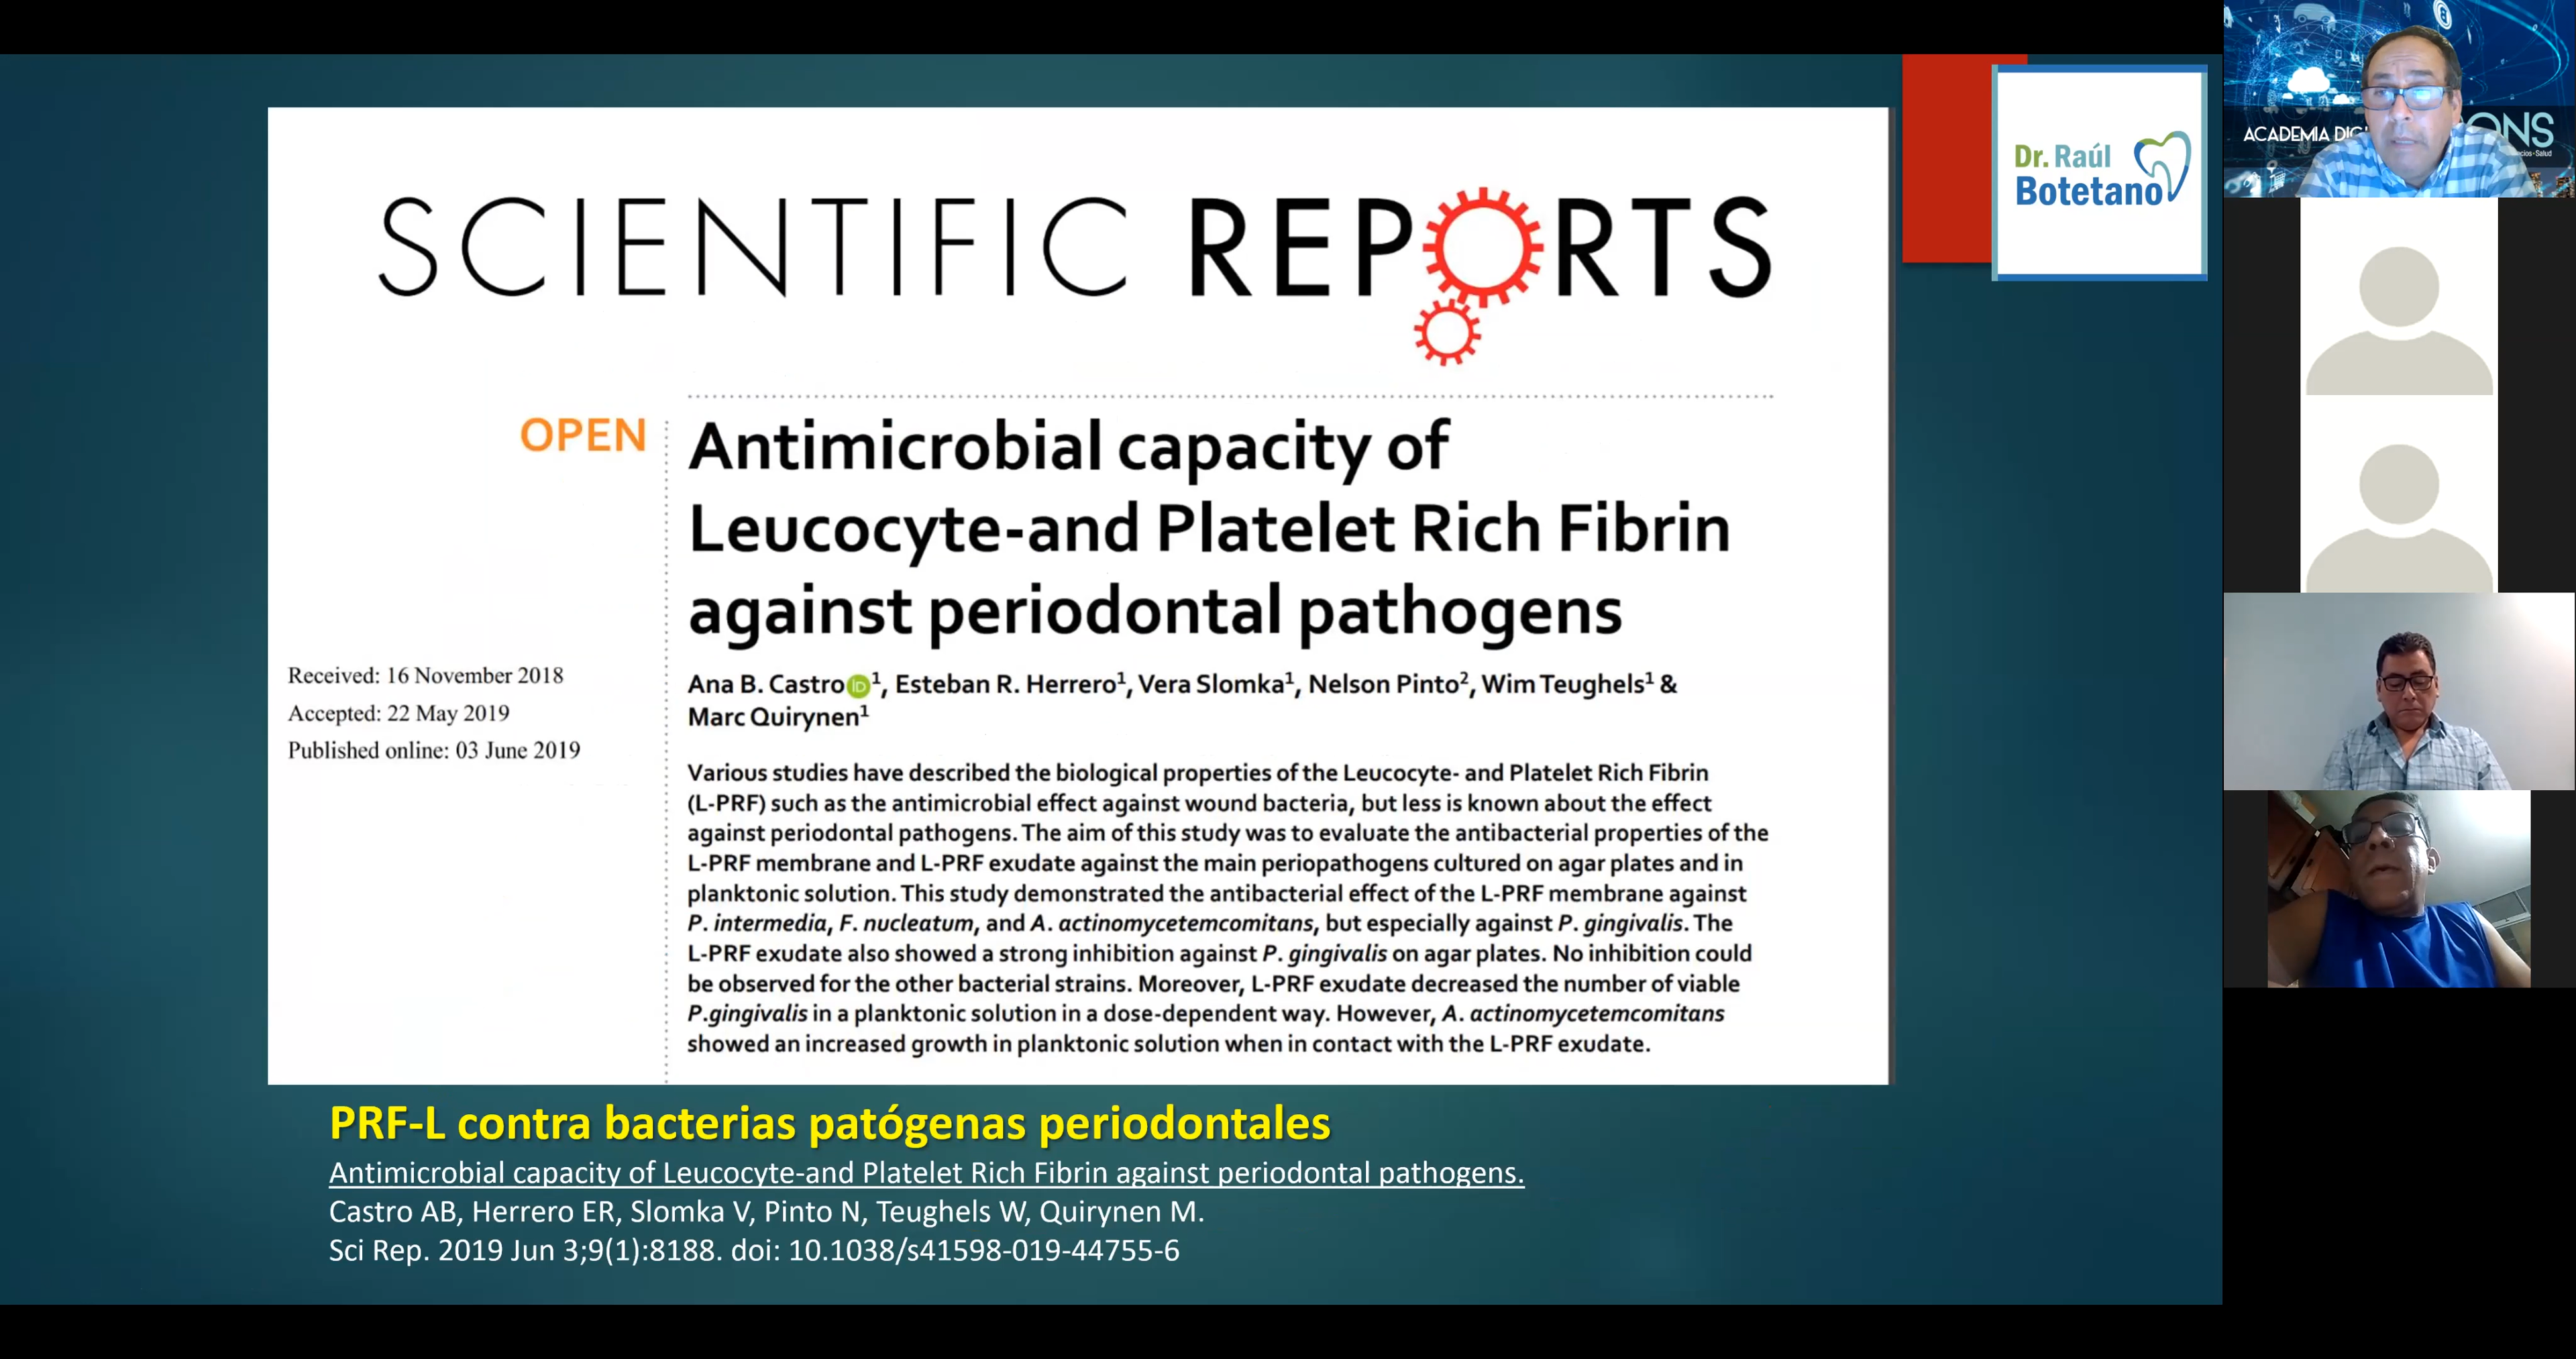 SCIENTIFIC REPORTS
OPEN
Antimicrobial capacity of
Leucocyte-and Platelet Rich Fibrin
against periodontal pathogens
Received: 16 November 2018
Accepted: 22 May 2019
Published online: 03 June 2019
Ana B. Castro iD1, Esteban R. Herrero1, Vera Slomka1, Nelson Pinto2, Wim Teughels1 &
Marc Quirynen1
Various studies have described the biological properties of the Leucocyte- and Platelet Rich Fibrin
(L-PRF) such as the antimicrobial effect against wound bacteria, but less is known about the effect
against periodontal pathogens. The aim of this study was to evaluate the antibacterial properties of the
L-PRF membrane and L-PRF exudate against the main periopathogens cultured on agar plates and in
planktonic solution. This study demonstrated the antibacterial effect of the L-PRF membrane against
P. intermedia, F. nucleatum, and A. actinomycetemcomitans, but especially against P. gingivalis. The
L-PRF exudate also showed a strong inhibition against P. gingivalis on agar plates. No inhibition could
be observed for the other bacterial strains. Moreover, L-PRF exudate decreased the number of viable
P.gingivalis in a planktonic solution in a dose-dependent way. However, A. actinomycetemcomitans
showed an increased growth in planktonic solution when in contact with the L-PRF exudate.
PRF-L contra bacterias patógenas periodontales
Antimicrobial capacity of Leucocyte-and Platelet Rich Fibrin against periodontal pathogens.
Castro AB, Herrero ER, Slomka V, Pinto N, Teughels W, Quirynen M.
Sci Rep. 2019 Jun 3;9(1):8188. doi: 10.1038/s41598-019-44755-6
Dr. Raúl
Botetano
ACADEMIA